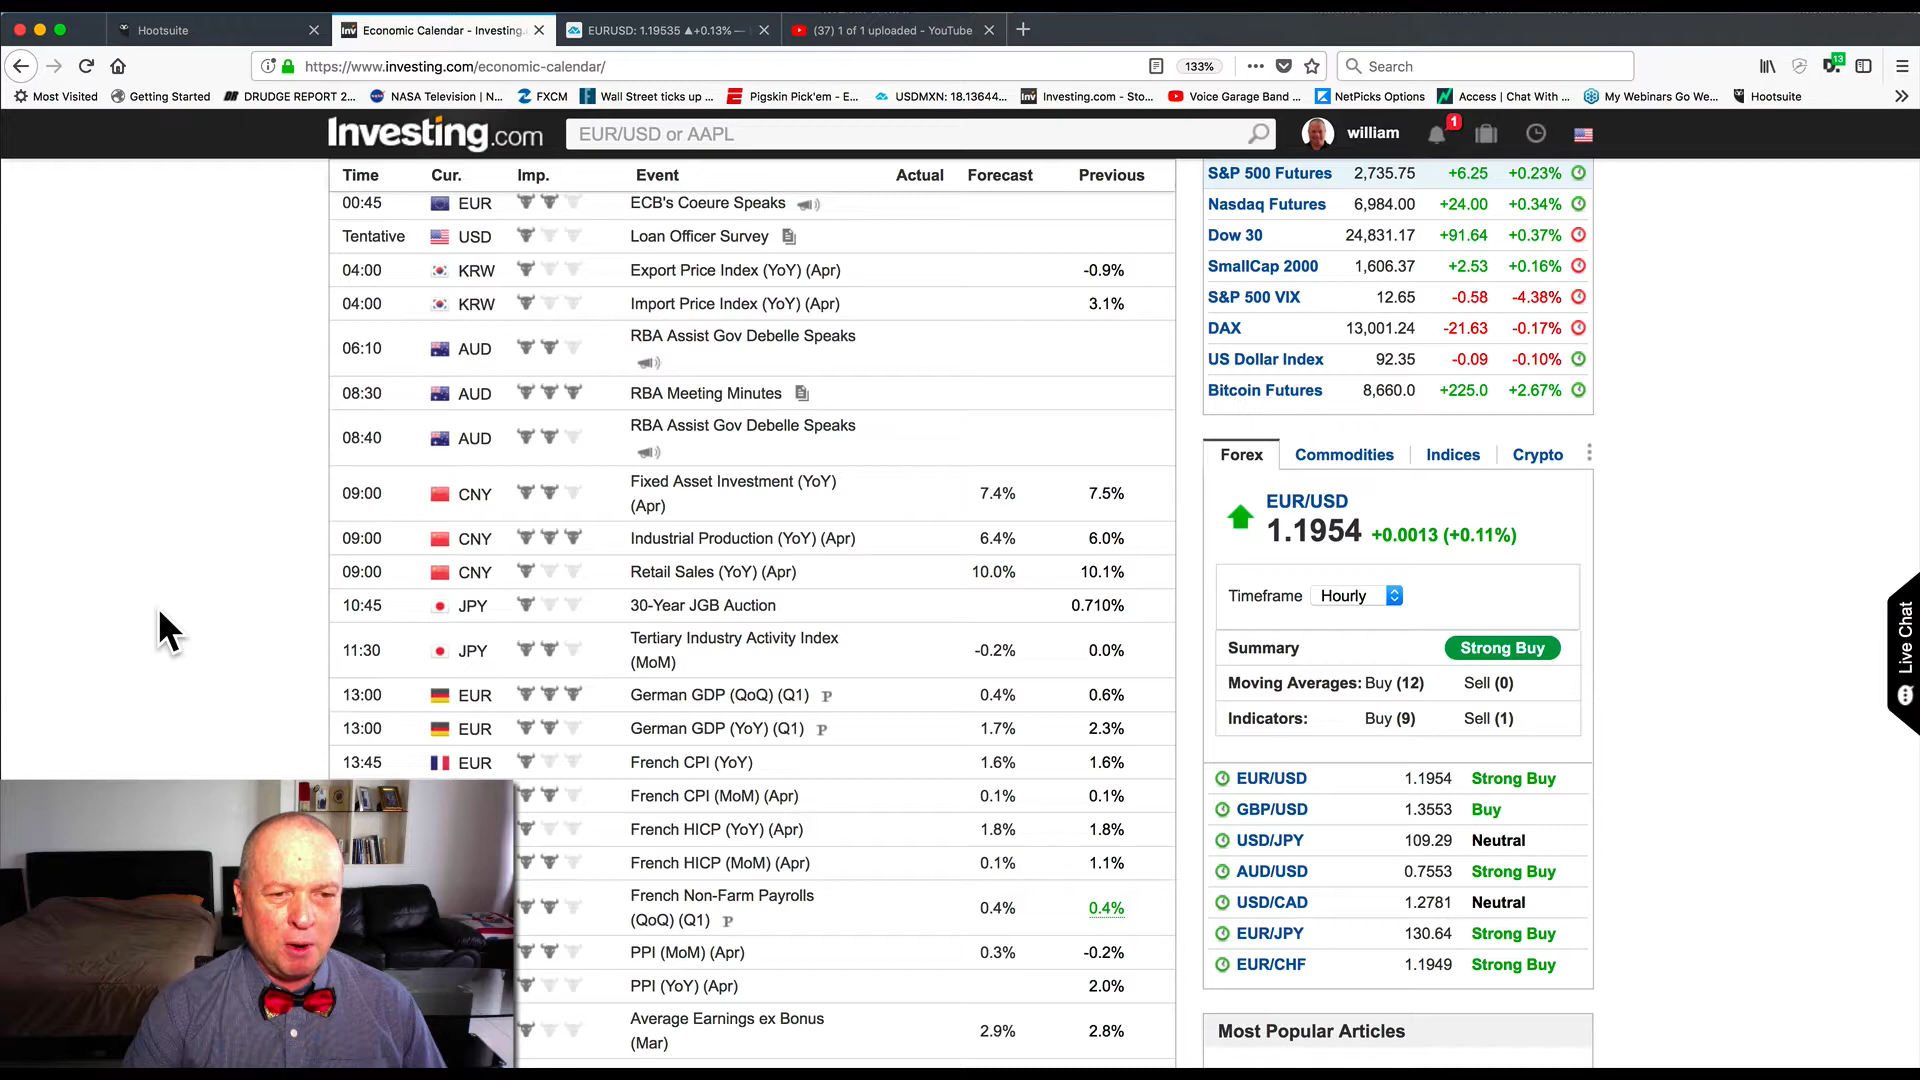 Hootsuite
Economic Calendar - Investing.
EURUSD: 1.19535 ▲+0.13% —
(37) 1 of 1 uploaded - YouTube
https://www.investing.com/economic-calendar/
133%
Search
13
Most Visited
Getting Started
DRUDGE REPORT 2...
NASA Television | N...
FXCM
Wall Street ticks up ...
Pigskin Pick'em - E...
USDMXN: 18.13644...
Investing.com - Sto...
Voice Garage Band ...
NetPicks Options
Access | Chat With ...
My Webinars Go We...
Hootsuite
Investing.com
EUR/USD or AAPL
william
1
Time Cur. Imp. Event Actual Forecast Previous
00:45 EUR ECB's Coeure Speaks
Tentative USD Loan Officer Survey
04:00 KRW Export Price Index (YoY) (Apr) -0.9%
04:00 KRW Import Price Index (YoY) (Apr) 3.1%
06:10 AUD RBA Assist Gov Debelle Speaks
08:30 AUD RBA Meeting Minutes
08:40 AUD RBA Assist Gov Debelle Speaks
09:00 CNY Fixed Asset Investment (YoY)
(Apr) 7.4% 7.5%
09:00 CNY Industrial Production (YoY) (Apr) 6.4% 6.0%
09:00 CNY Retail Sales (YoY) (Apr) 10.0% 10.1%
10:45 JPY 30-Year JGB Auction 0.710%
11:30 JPY Tertiary Industry Activity Index
(MoM) -0.2% 0.0%
13:00 EUR German GDP (QoQ) (Q1) P 0.4% 0.6%
13:00 EUR German GDP (YoY) (Q1) P 1.7% 2.3%
13:45 EUR French CPI (YoY) 1.6% 1.6%
French CPI (MoM) (Apr) 0.1% 0.1%
French HICP (YoY) (Apr) 1.8% 1.8%
French HICP (MoM) (Apr) 0.1% 1.1%
French Non-Farm Payrolls
(QoQ) (Q1) P 0.4% 0.4%
PPI (MoM) (Apr) 0.3% -0.2%
PPI (YoY) (Apr) 2.0%
Average Earnings ex Bonus
(Mar) 2.9% 2.8%
S&P 500 Futures 2,735.75 +6.25 +0.23%
Nasdaq Futures 6,984.00 +24.00 +0.34%
Dow 30 24,831.17 +91.64 +0.37%
SmallCap 2000 1,606.37 +2.53 +0.16%
S&P 500 VIX 12.65 -0.58 -4.38%
DAX 13,001.24 -21.63 -0.17%
US Dollar Index 92.35 -0.09 -0.10%
Bitcoin Futures 8,660.0 +225.0 +2.67%
Forex Commodities Indices Crypto
EUR/USD
1.1954 +0.0013 (+0.11%)
Timeframe Hourly
Summary Strong Buy
Moving Averages: Buy (12) Sell (0)
Indicators: Buy (9) Sell (1)
EUR/USD 1.1954 Strong Buy
GBP/USD 1.3553 Buy
USD/JPY 109.29 Neutral
AUD/USD 0.7553 Strong Buy
USD/CAD 1.2781 Neutral
EUR/JPY 130.64 Strong Buy
EUR/CHF 1.1949 Strong Buy
Most Popular Articles
Live Chat